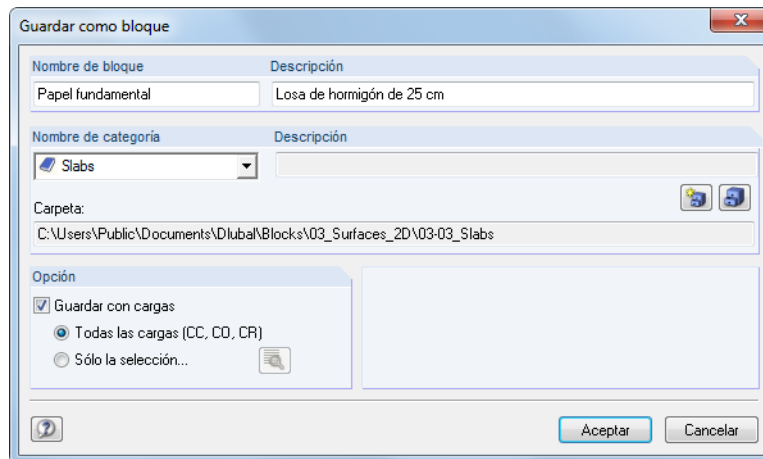 Guardar como bloque
Nombre de bloque Descripción
Papel fundamental Losa de hormigón de 25 cm
Nombre de categoría Descripción
Slabs
Carpeta:
C:\Users\Public\Documents\Dlubal\Blocks\03_Surfaces_2D\03-03_Slabs
Opción
Guardar con cargas
Todas las cargas (CC, CO, CR)
Sólo la selección...
Aceptar Cancelar